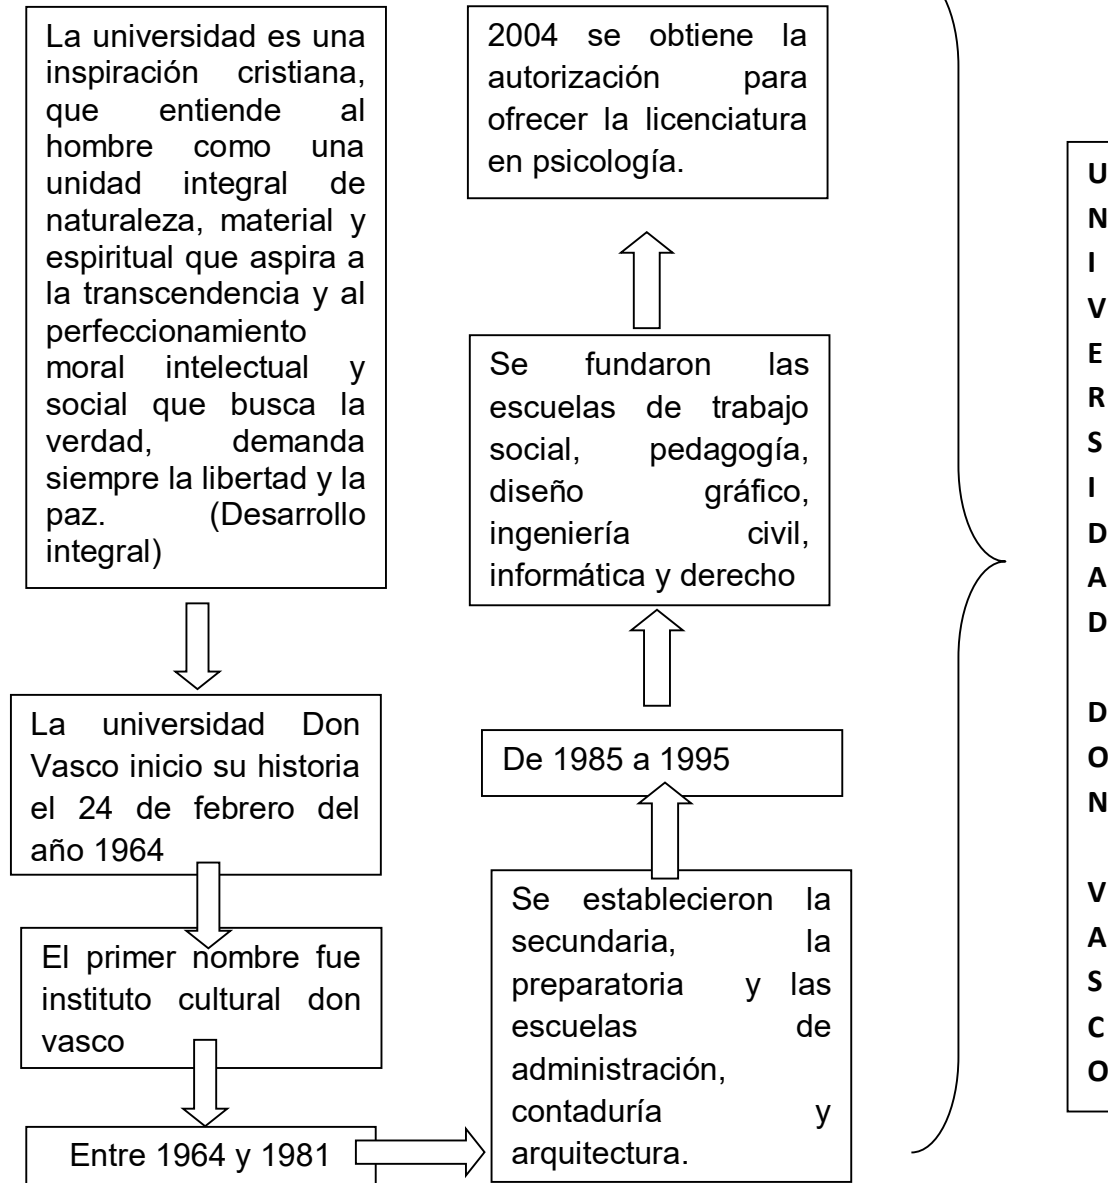 La universidad es una
inspiración cristiana,
que entiende al
hombre como una
unidad integral de
naturaleza, material y
espiritual que aspira a
la transcendencia y al
perfeccionamiento
moral intelectual y
social que busca la
verdad, demanda
siempre la libertad y la
paz. (Desarrollo
integral)
La universidad Don
Vasco inicio su historia
el 24 de febrero del
año 1964
El primer nombre fue
instituto cultural don
vasco
Entre 1964 y 1981
Se establecieron la
secundaria, la
preparatoria y las
escuelas de
administración,
contaduría y
arquitectura.
De 1985 a 1995
Se fundaron las
escuelas de trabajo
social, pedagogía,
diseño gráfico,
ingeniería civil,
informática y derecho
2004 se obtiene la
autorización para
ofrecer la licenciatura
en psicología.
U
N
I
V
E
R
S
I
D
A
D
D
O
N
V
A
S
C
O